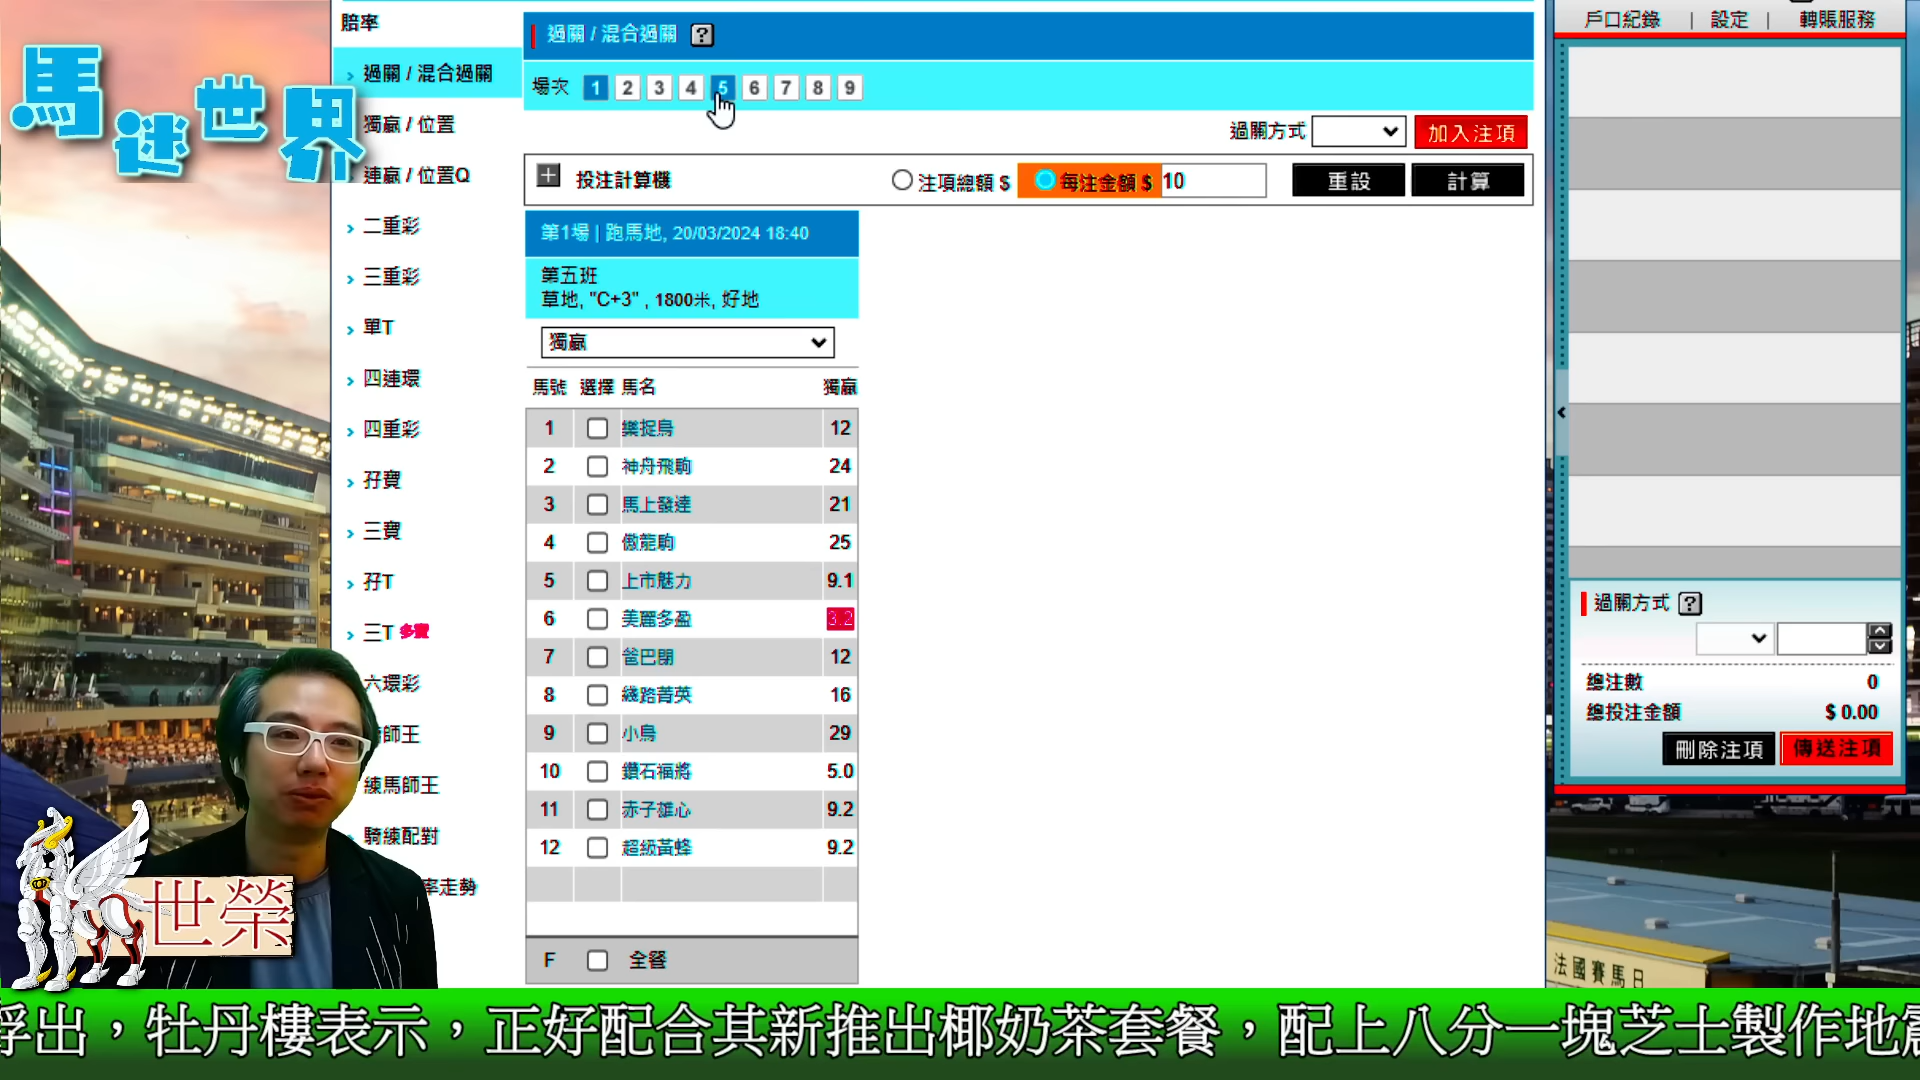 馬迷世界
賠率
過關 / 混合過關
獨贏 / 位置
連贏 / 位置Q
二重彩
三重彩
單T
四連環
四重彩
孖寶
三寶
孖T
三T 多寶
六環彩
師王
練馬師王
騎練配對
率走勢
過關 / 混合過關 ?
場次 1 2 3 4 5 6 7 8 9
過關方式 加入注項
投注計算機 注項總額 $ 每注金額 $ 10 重設 計算
第1場 | 跑馬地, 20/03/2024 18:40
第五班
草地, "C+3" , 1800米, 好地
獨贏
馬號 選擇 馬名 獨贏
1 樂捉鳥 12
2 神舟飛駒 24
3 馬上發達 21
4 傲龍駒 25
5 上市魅力 9.1
6 美麗多盈 3.2
7 爸巴閉 12
8 綫路菁英 16
9 小鳥 29
10 鑽石福將 5.0
11 赤子雄心 9.2
12 超級黃蜂 9.2
F 全餐
戶口紀錄 | 設定 | 轉賬服務
過關方式 ?
總注數 0
總投注金額 $ 0.00
刪除注項 傳送注項
世榮
法國賽馬日
浮出，牡丹樓表示，正好配合其新推出椰奶茶套餐，配上八分一塊芝士製作地震